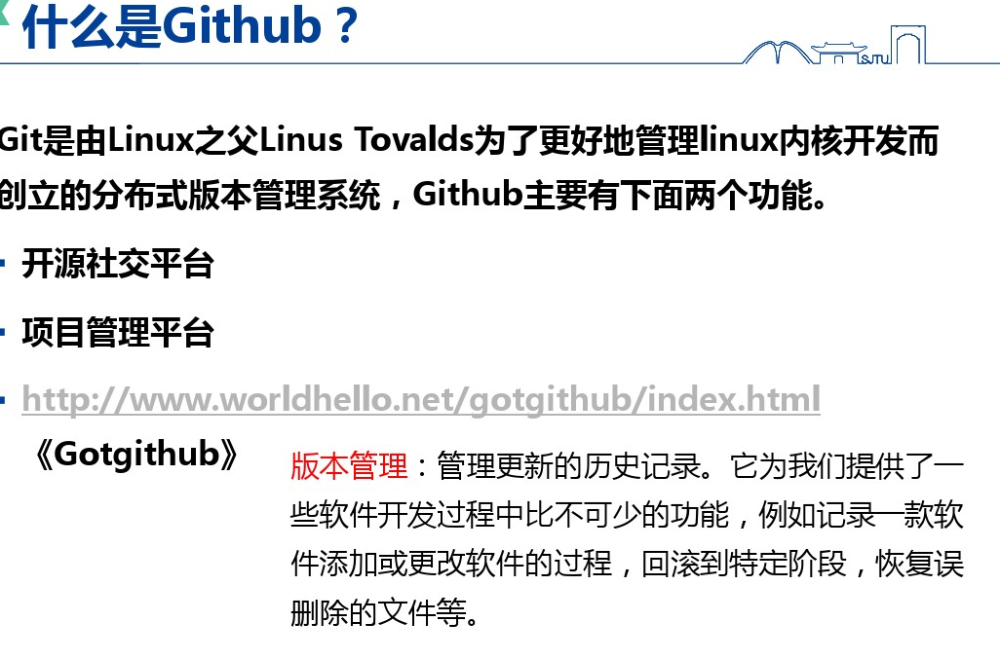 什么是Github？
SJTU
Git是由Linux之父Linus Tovalds为了更好地管理linux内核开发而
创立的分布式版本管理系统，Github主要有下面两个功能。
开源社交平台
项目管理平台
http://www.worldhello.net/gotgithub/index.html
《Gotgithub》
版本管理：管理更新的历史记录。它为我们提供了一
些软件开发过程中比不可少的功能，例如记录一款软
件添加或更改软件的过程，回滚到特定阶段，恢复误
删除的文件等。